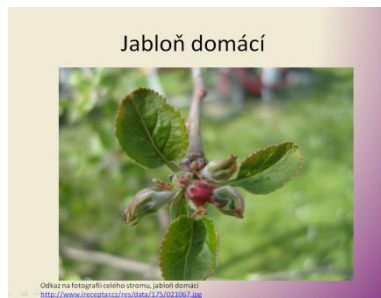 Jabloň domácí
Odkaz na fotografii celého stromu, jabloň domácí
http://www.ireceptar.cz/res/data/175/021067.jpg